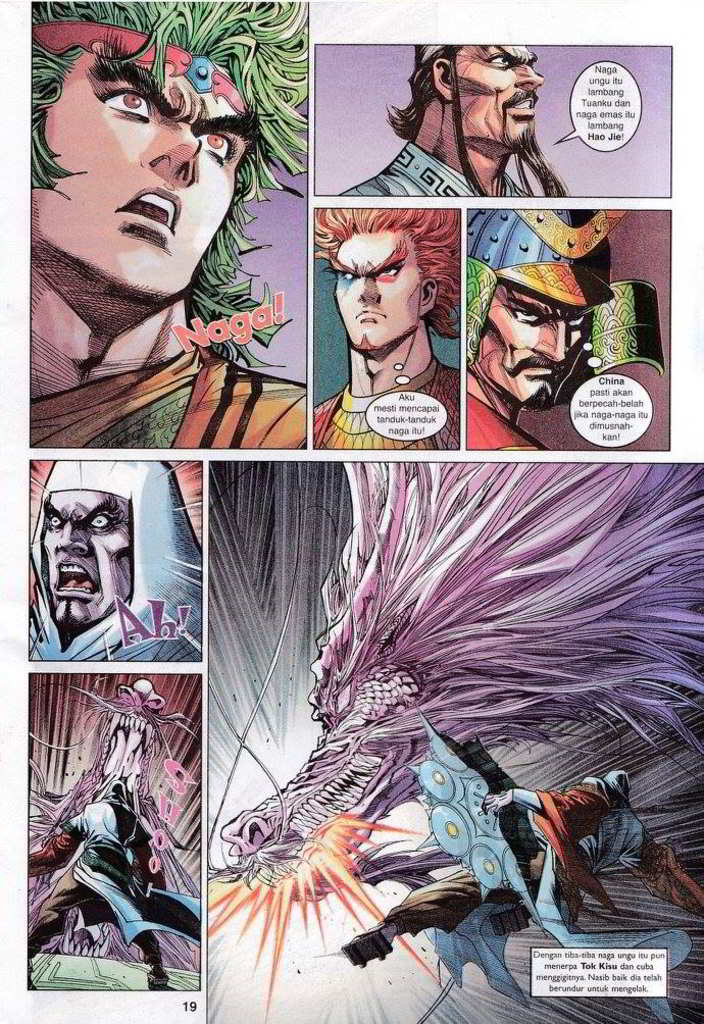 Naga!
Naga
ungu itu
lambang
Tuanku dan
naga emas itu
lambang
Hao Jie!
Aku
mesti mencapai
tanduk-tanduk
naga itu!
China
pasti akan
berpecah-belah
jika naga-naga itu
dimusnah-
kan!
Ah!
Dengan tiba-tiba naga ungu itu pun
menerpa Tok Kisu dan cuba
menggigitnya. Nasib baik dia telah
berundur untuk mengelak.
19